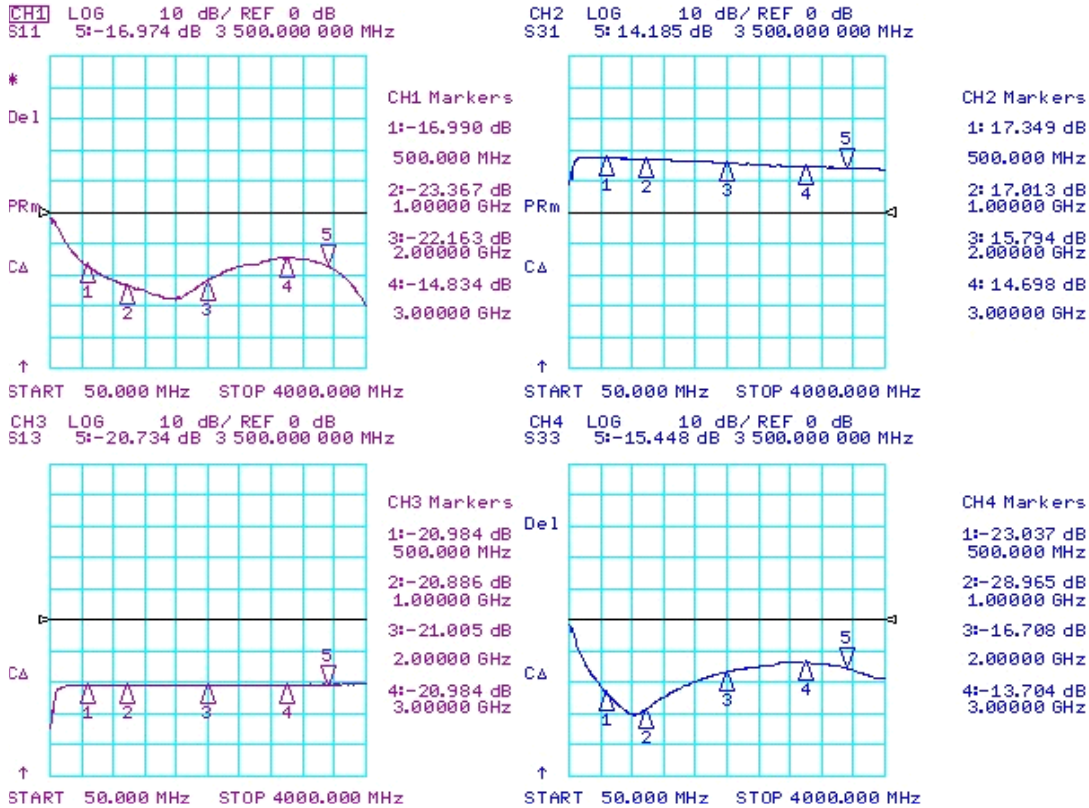 CH1 LOG 10 dB/ REF 0 dB
S11 5:-16.974 dB 3 500.000 000 MHz
*
Del
PRm
CΔ
↑
5
1
2
3
4
CH1 Markers
1:-16.990 dB
500.000 MHz
2:-23.367 dB
1.00000 GHz
3:-22.163 dB
2.00000 GHz
4:-14.834 dB
3.00000 GHz
START 50.000 MHz STOP 4000.000 MHz
CH2 LOG 10 dB/ REF 0 dB
S31 5: 14.185 dB 3 500.000 000 MHz
PRm
CΔ
↑
5
1
2
3
4
CH2 Markers
1: 17.349 dB
500.000 MHz
2: 17.013 dB
1.00000 GHz
3: 15.794 dB
2.00000 GHz
4: 14.698 dB
3.00000 GHz
START 50.000 MHz STOP 4000.000 MHz
CH3 LOG 10 dB/ REF 0 dB
S13 5:-20.734 dB 3 500.000 000 MHz
CΔ
↑
5
1
2
3
4
CH3 Markers
1:-20.984 dB
500.000 MHz
2:-20.886 dB
1.00000 GHz
3:-21.005 dB
2.00000 GHz
4:-20.984 dB
3.00000 GHz
START 50.000 MHz STOP 4000.000 MHz
CH4 LOG 10 dB/ REF 0 dB
S33 5:-15.448 dB 3 500.000 000 MHz
Del
CΔ
↑
5
1
2
3
4
CH4 Markers
1:-23.037 dB
500.000 MHz
2:-28.965 dB
1.00000 GHz
3:-16.708 dB
2.00000 GHz
4:-13.704 dB
3.00000 GHz
START 50.000 MHz STOP 4000.000 MHz